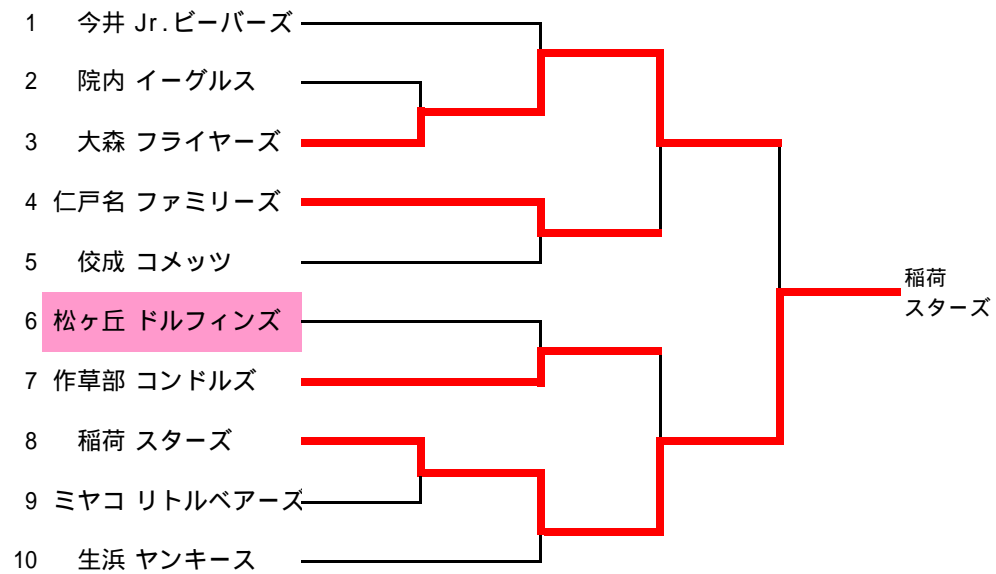 1 今井 Jr.ビーバーズ
2 院内 イーグルス
3 大森 フライヤーズ
4 仁戸名 ファミリーズ
5 佼成 コメッツ
6 松ヶ丘 ドルフィンズ
7 作草部 コンドルズ
8 稲荷 スターズ
9 ミヤコ リトルベアーズ
10 生浜 ヤンキース
稲荷
スターズ